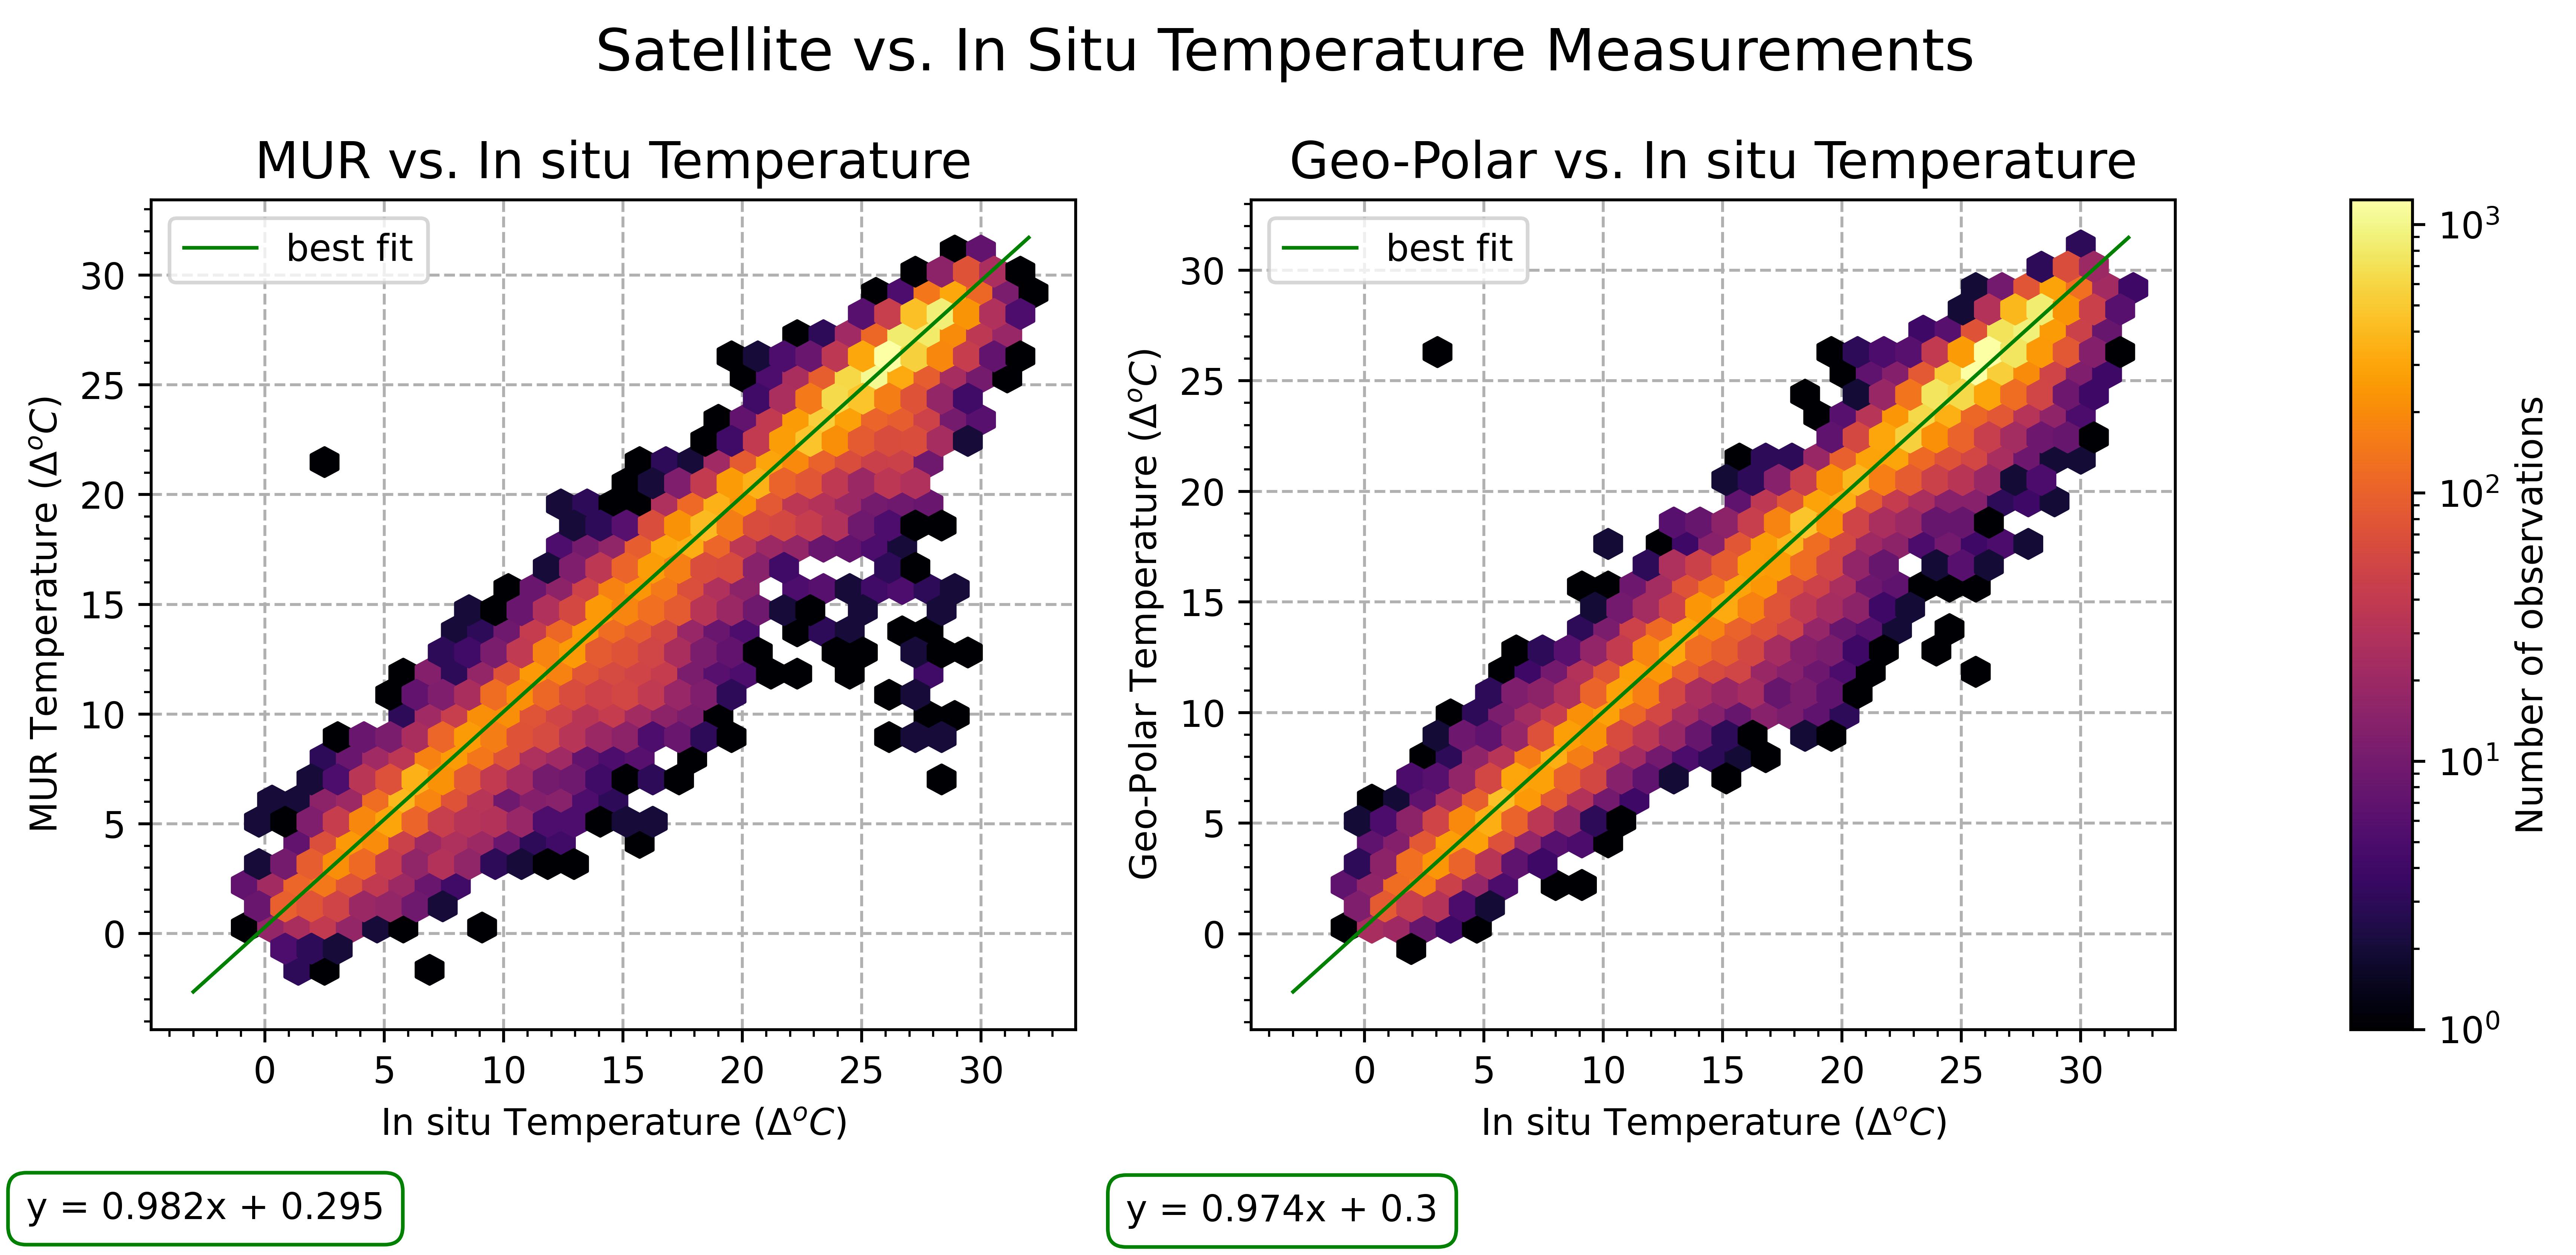 Satellite vs. In Situ Temperature Measurements
MUR vs. In situ Temperature
best fit
MUR Temperature (Δ°C)
30
25
20
15
10
5
0
0 5 10 15 20 25 30
In situ Temperature (Δ°C)
y = 0.982x + 0.295
Geo-Polar vs. In situ Temperature
best fit
Geo-Polar Temperature (Δ°C)
30
25
20
15
10
5
0
0 5 10 15 20 25 30
In situ Temperature (Δ°C)
y = 0.974x + 0.3
10³
10²
10¹
10⁰
Number of observations